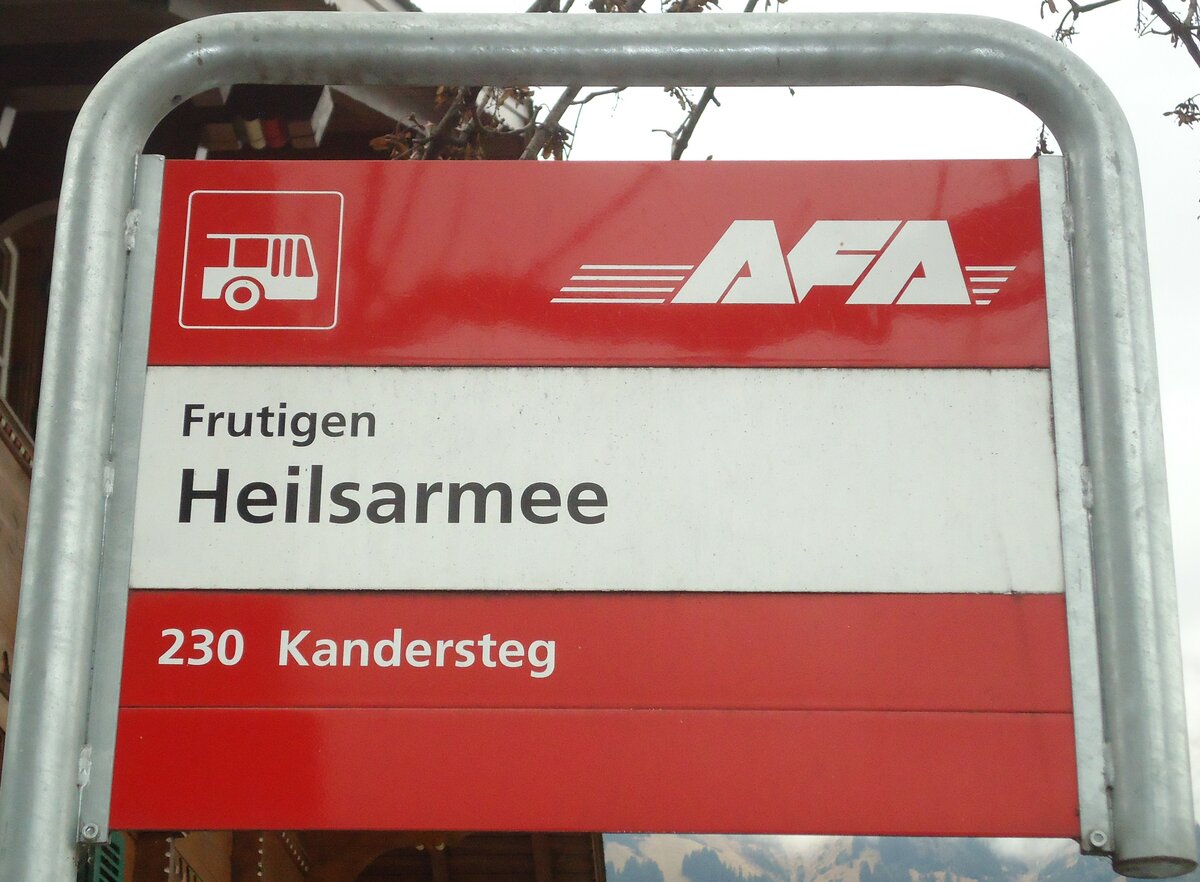 AFA
Frutigen
Heilsarmee
230 Kandersteg